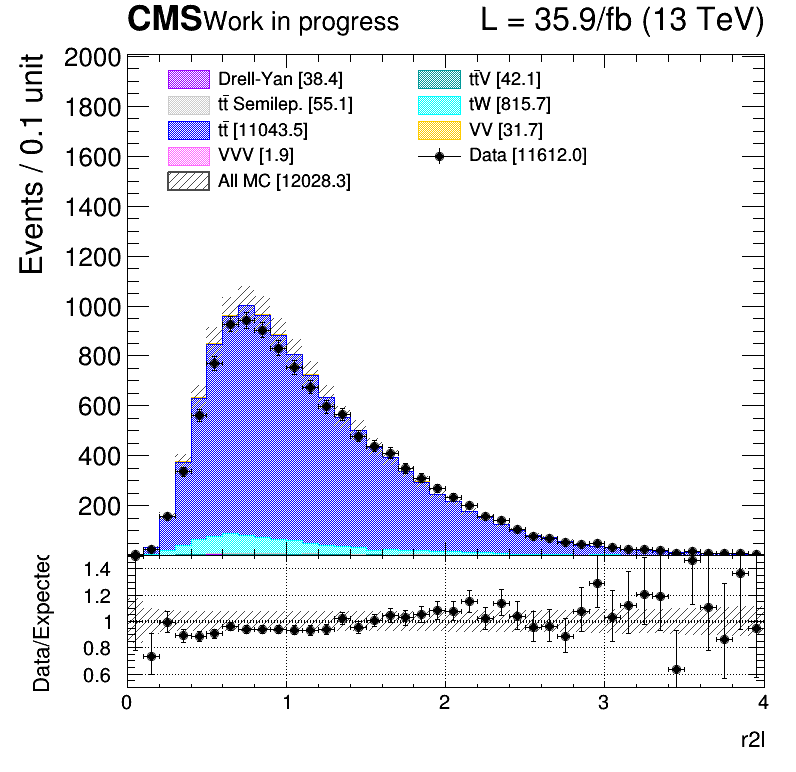 CMS Work in progress L = 35.9/fb (13 TeV)
Events / 0.1 unit
2000
1800
1600
1400
1200
1000
800
600
400
200
Drell-Yan [38.4]
tt̄ Semilep. [55.1]
tt̄ [11043.5]
VVV [1.9]
All MC [12028.3]
tt̄V [42.1]
tW [815.7]
VV [31.7]
Data [11612.0]
Data/Expected
1.4
1.2
1
0.8
0.6
0 1 2 3 4
r2l